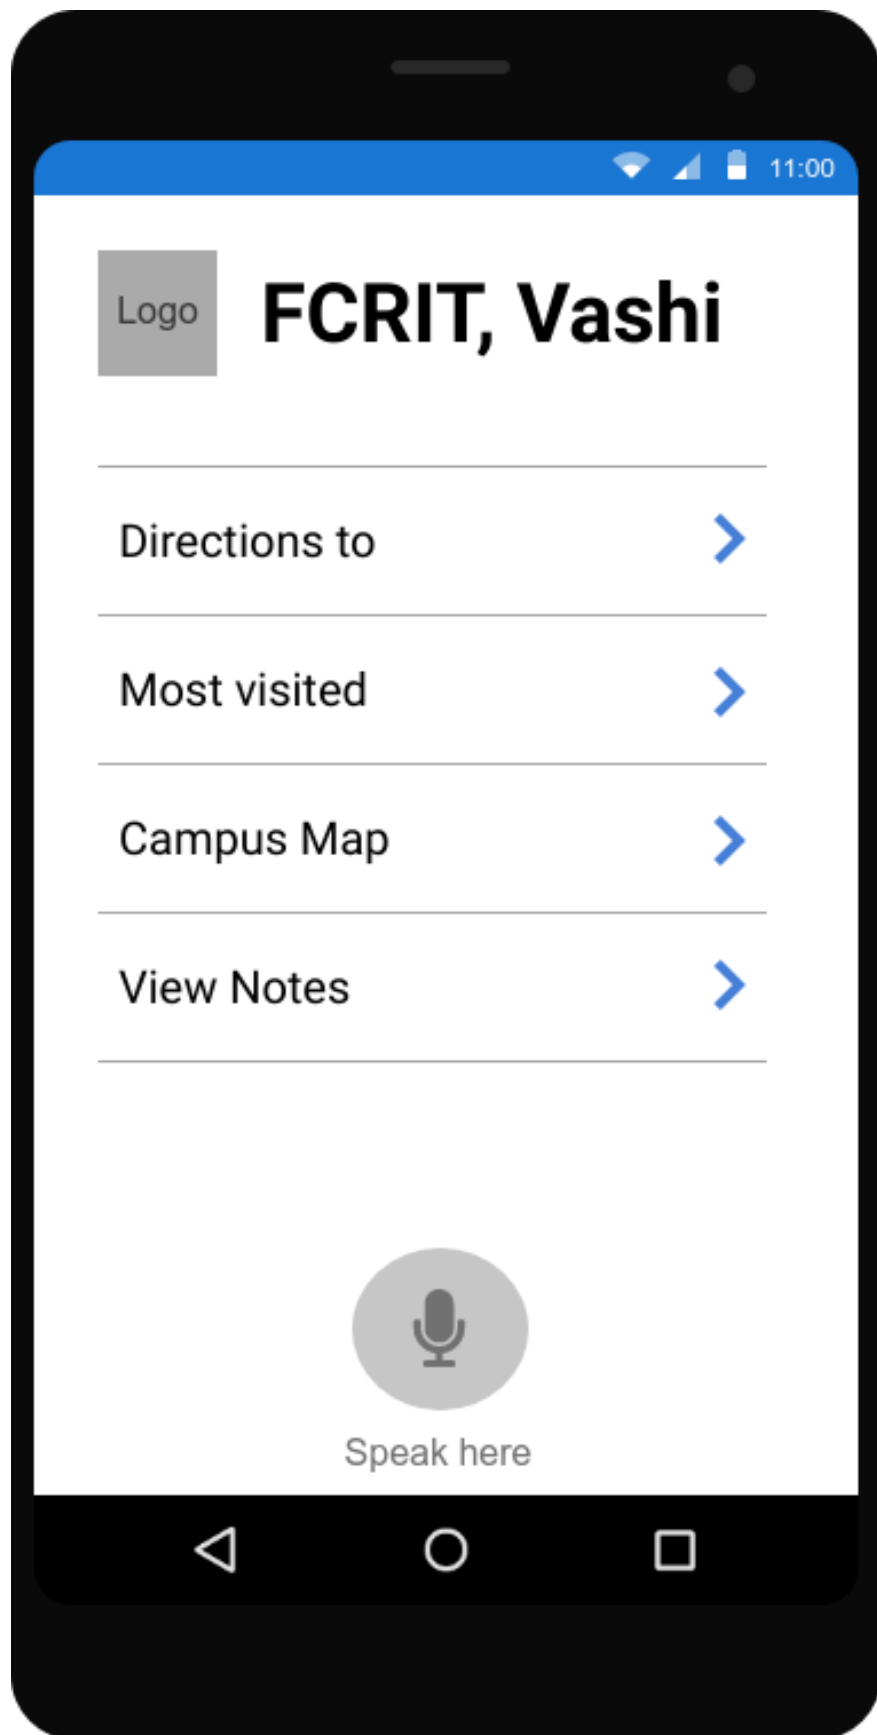 11:00
Logo
FCRIT, Vashi
Directions to
Most visited
Campus Map
View Notes
Speak here